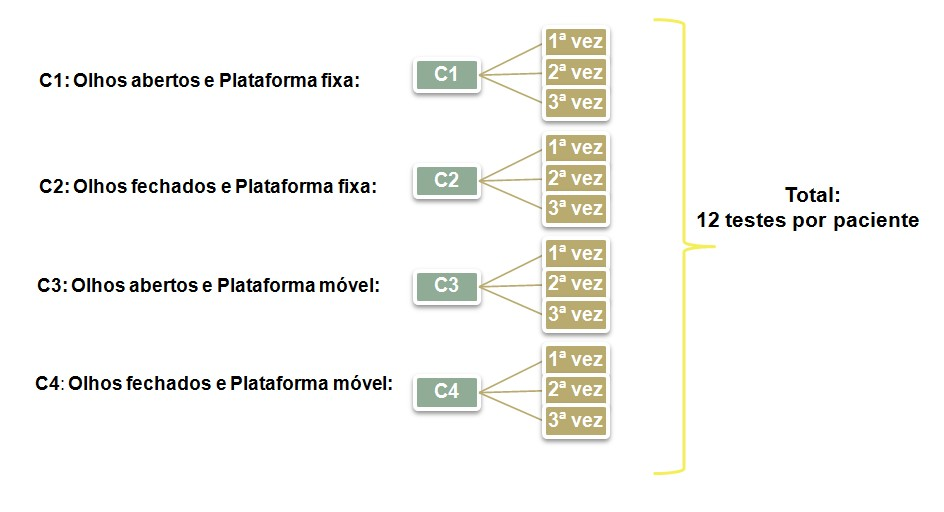 C1: Olhos abertos e Plataforma fixa:
C1
1ª vez
2ª vez
3ª vez
C2: Olhos fechados e Plataforma fixa:
C2
1ª vez
2ª vez
3ª vez
C3: Olhos abertos e Plataforma móvel:
C3
1ª vez
2ª vez
3ª vez
C4: Olhos fechados e Plataforma móvel:
C4
1ª vez
2ª vez
3ª vez
Total:
12 testes por paciente